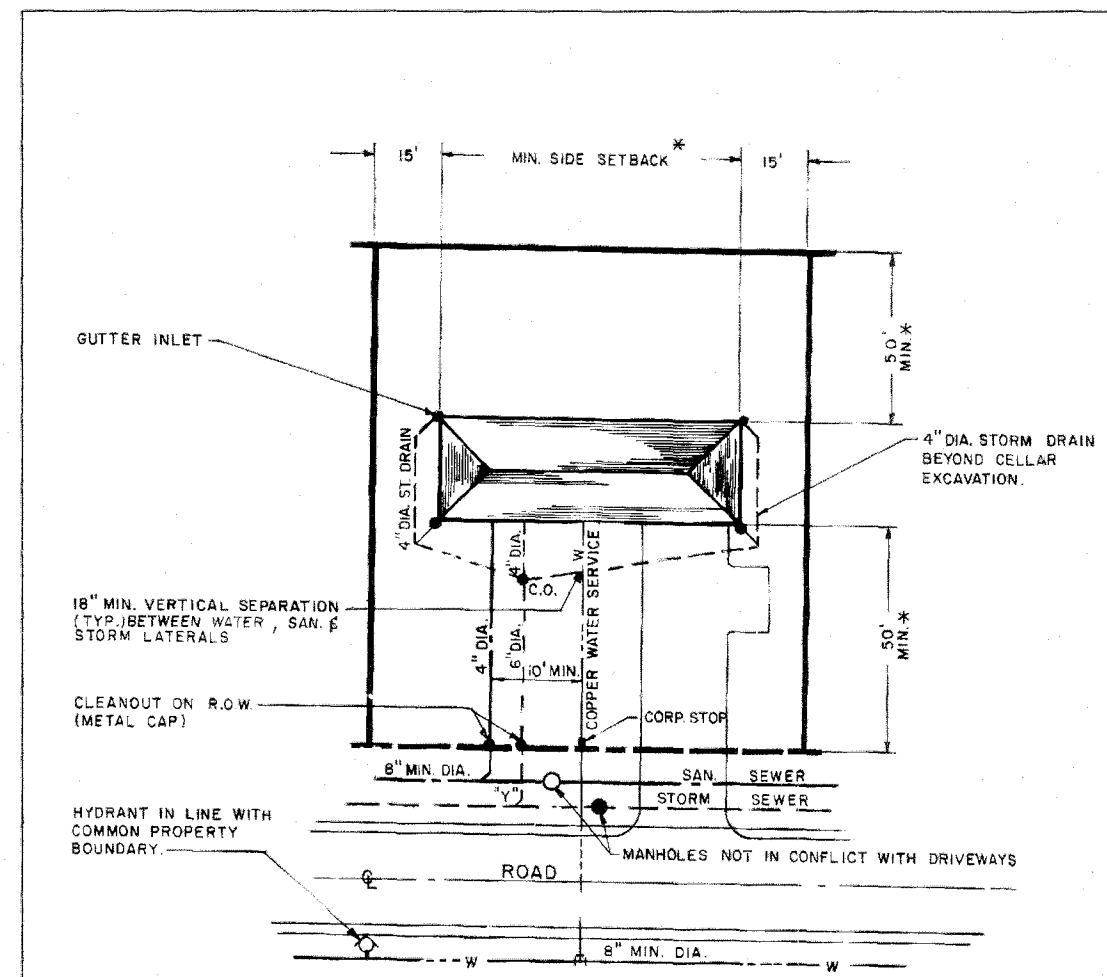 15'
MIN. SIDE SETBACK*
15'
GUTTER INLET
50'
MIN.*
4" DIA. ST. DRAIN
4" DIA. STORM DRAIN
BEYOND CELLAR
EXCAVATION.
4" DIA.
W
C.O.
COPPER WATER SERVICE
18" MIN. VERTICAL SEPARATION
(TYP.) BETWEEN WATER , SAN. &
STORM LATERALS
4" DIA.
6" DIA.
10' MIN.
50'
MIN.*
CLEANOUT ON R.O.W.
(METAL CAP)
CORP. STOP
8" MIN. DIA.
SAN. SEWER
"Y"
STORM SEWER
HYDRANT IN LINE WITH
COMMON PROPERTY
BOUNDARY.
MANHOLES NOT IN CONFLICT WITH DRIVEWAYS
ROAD
℄
8" MIN. DIA.
W
W